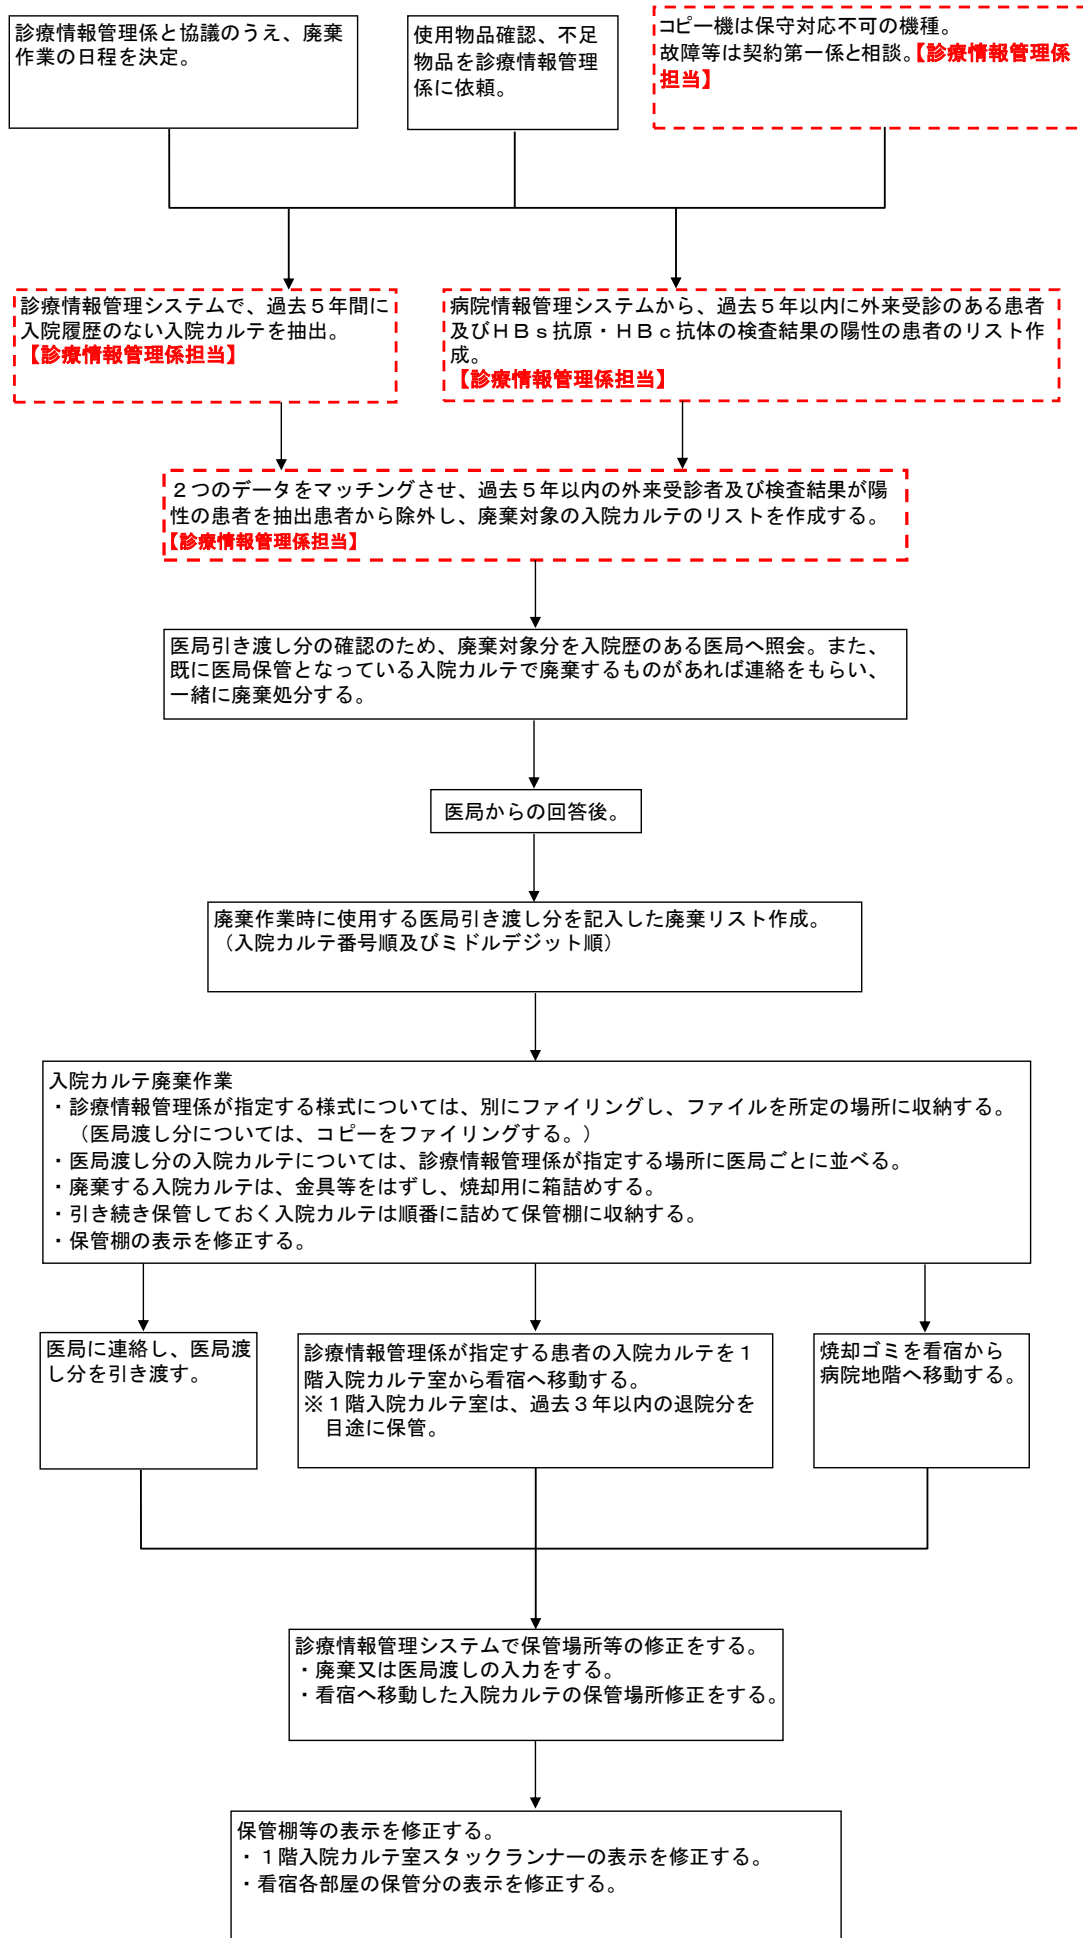 診療情報管理係と協議のうえ、廃棄
作業の日程を決定。
使用物品確認、不足
物品を診療情報管理
係に依頼。
コピー機は保守対応不可の機種。
故障等は契約第一係と相談。【診療情報管理係
担当】
診療情報管理システムで、過去５年間に
入院履歴のない入院カルテを抽出。
【診療情報管理係担当】
病院情報管理システムから、過去５年以内に外来受診のある患者
及びＨＢｓ抗原・ＨＢｃ抗体の検査結果の陽性の患者のリスト作
成。
【診療情報管理係担当】
２つのデータをマッチングさせ、過去５年以内の外来受診者及び検査結果が陽
性の患者を抽出患者から除外し、廃棄対象の入院カルテのリストを作成する。
【診療情報管理係担当】
医局引き渡し分の確認のため、廃棄対象分を入院歴のある医局へ照会。また、
既に医局保管となっている入院カルテで廃棄するものがあれば連絡をもらい、
一緒に廃棄処分する。
医局からの回答後。
廃棄作業時に使用する医局引き渡し分を記入した廃棄リスト作成。
（入院カルテ番号順及びミドルデジット順）
入院カルテ廃棄作業
・診療情報管理係が指定する様式については、別にファイリングし、ファイルを所定の場所に収納する。
（医局渡し分については、コピーをファイリングする。）
・医局渡し分の入院カルテについては、診療情報管理係が指定する場所に医局ごとに並べる。
・廃棄する入院カルテは、金具等をはずし、焼却用に箱詰めする。
・引き続き保管しておく入院カルテは順番に詰めて保管棚に収納する。
・保管棚の表示を修正する。
医局に連絡し、医局渡
し分を引き渡す。
診療情報管理係が指定する患者の入院カルテを１
階入院カルテ室から看宿へ移動する。
※１階入院カルテ室は、過去３年以内の退院分を
目途に保管。
焼却ゴミを看宿から
病院地階へ移動する。
診療情報管理システムで保管場所等の修正をする。
・廃棄又は医局渡しの入力をする。
・看宿へ移動した入院カルテの保管場所修正をする。
保管棚等の表示を修正する。
・１階入院カルテ室スタックランナーの表示を修正する。
・看宿各部屋の保管分の表示を修正する。